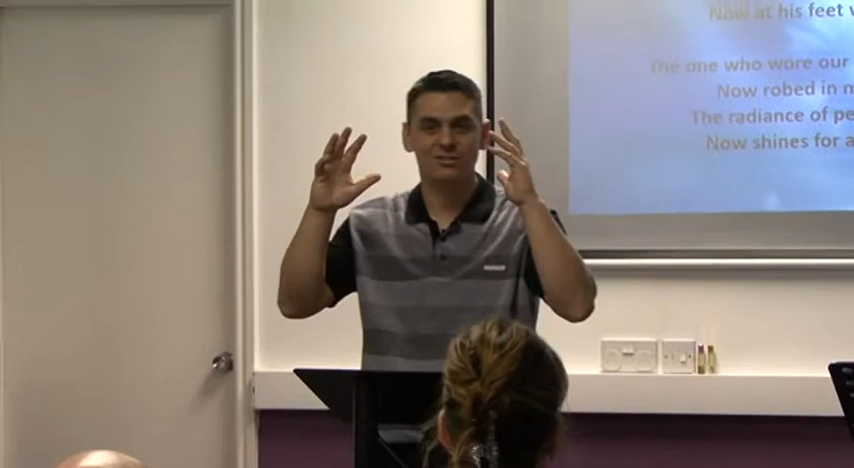 Now at his feet
The one who wore our
Now robed in
The radiance of
Now shines for